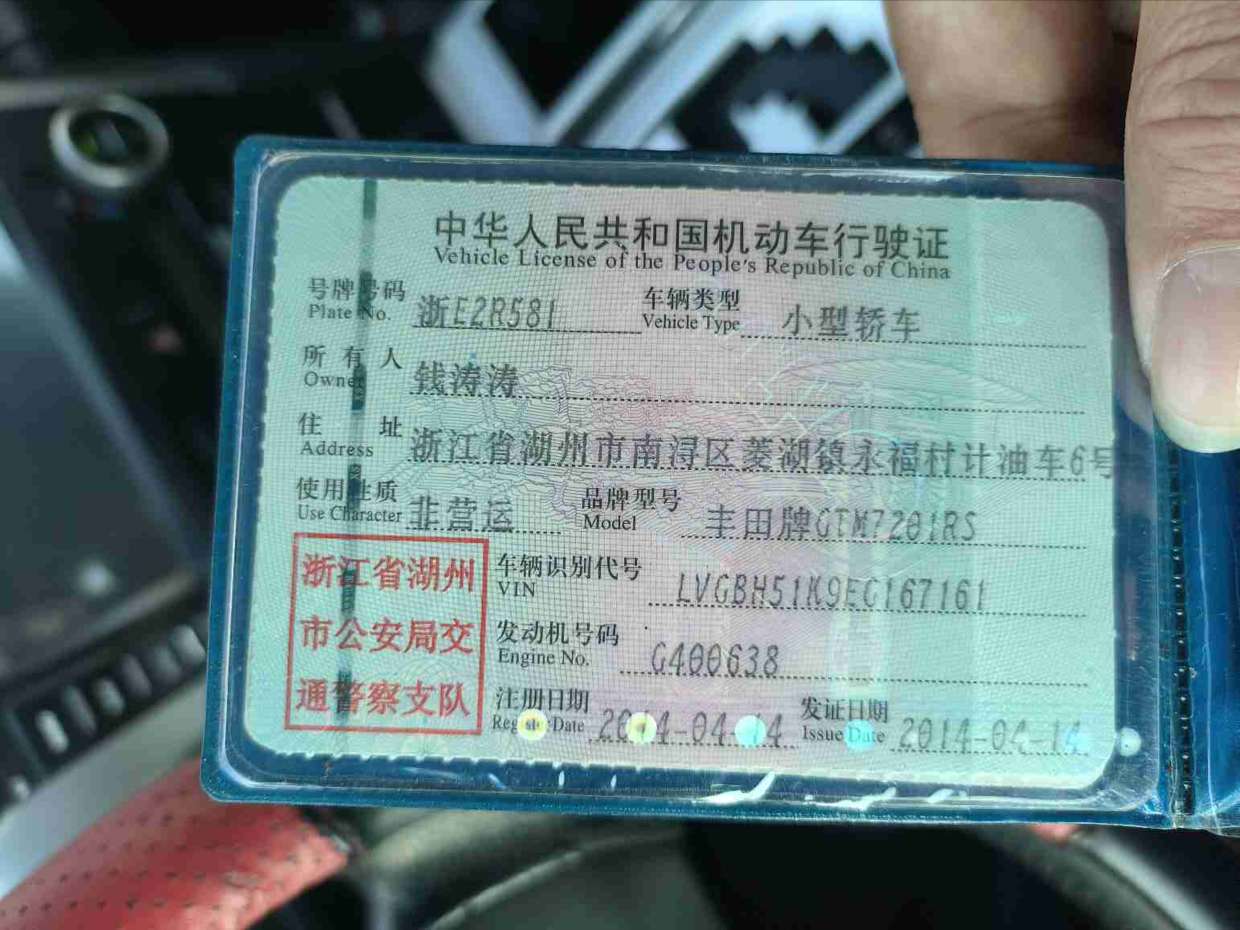 中华人民共和国机动车行驶证
Vehicle License of the People's Republic of China
号牌号码 浙E2R581 车辆类型 小型轿车
Plate No. Vehicle Type
所有人 钱涛涛
Owner
住址 浙江省湖州市南浔区菱湖镇永福村计油车6号
Address
使用性质 非营运 品牌型号 丰田牌GTM7201RS
Use Character Model
浙江省湖州
市公安局交
通警察支队
车辆识别代号 LVGBH51K9EG167161
VIN
发动机号码 G400638
Engine No.
注册日期 2014-04-14 发证日期 2014-04-14
Register Date Issue Date